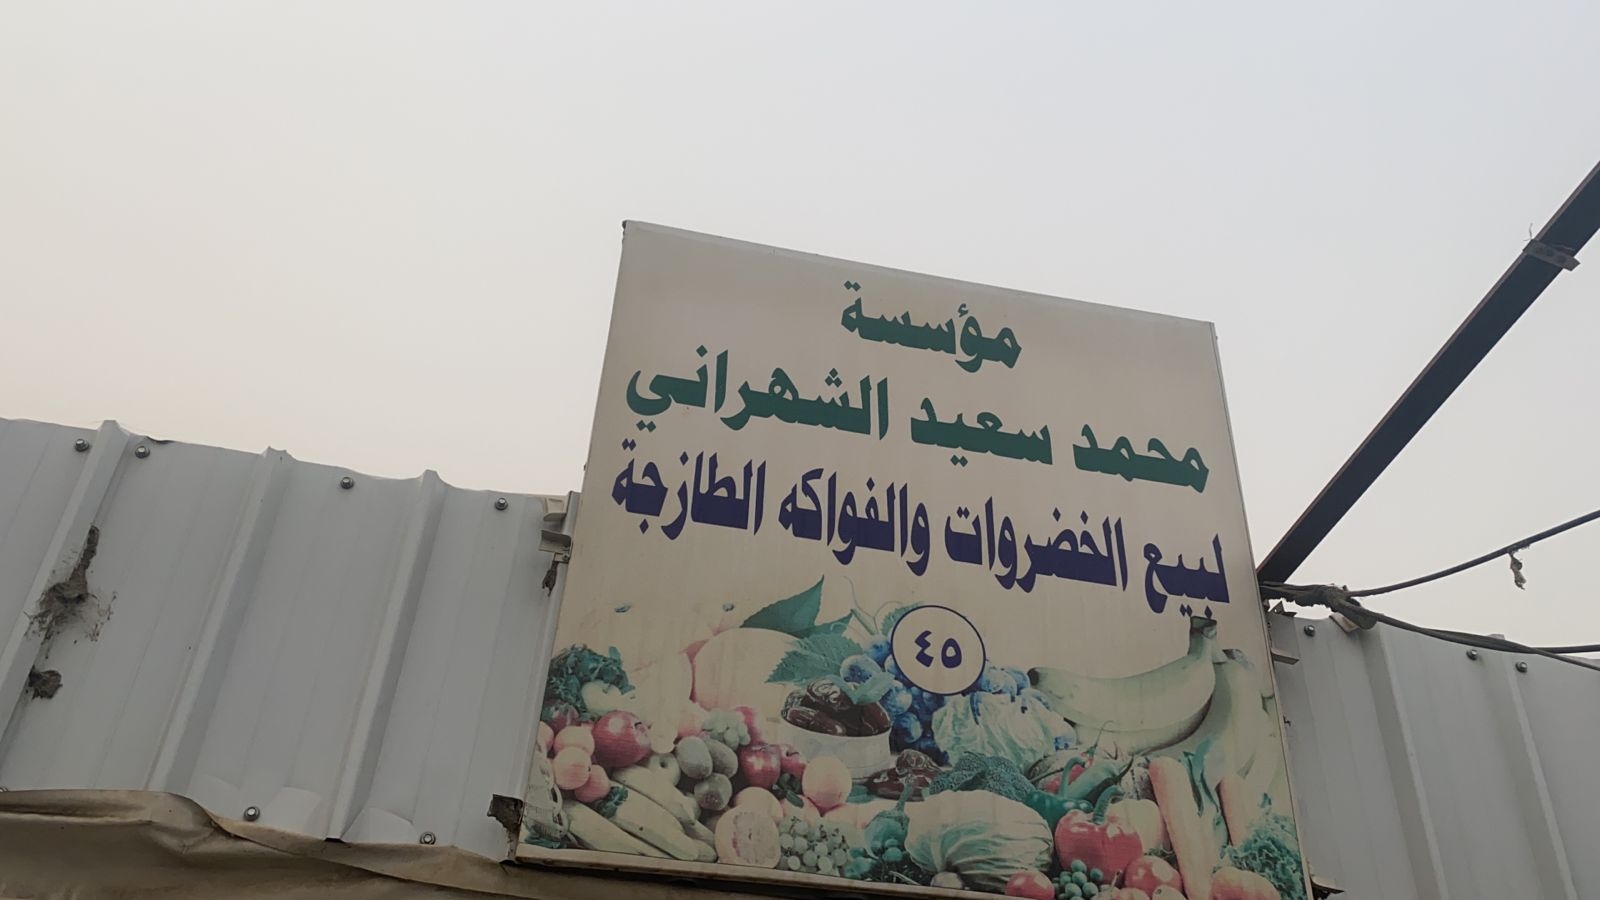 مؤسسة
محمد سعيد الشهراني
لبيع الخضروات والفواكه الطازجة
٤٥